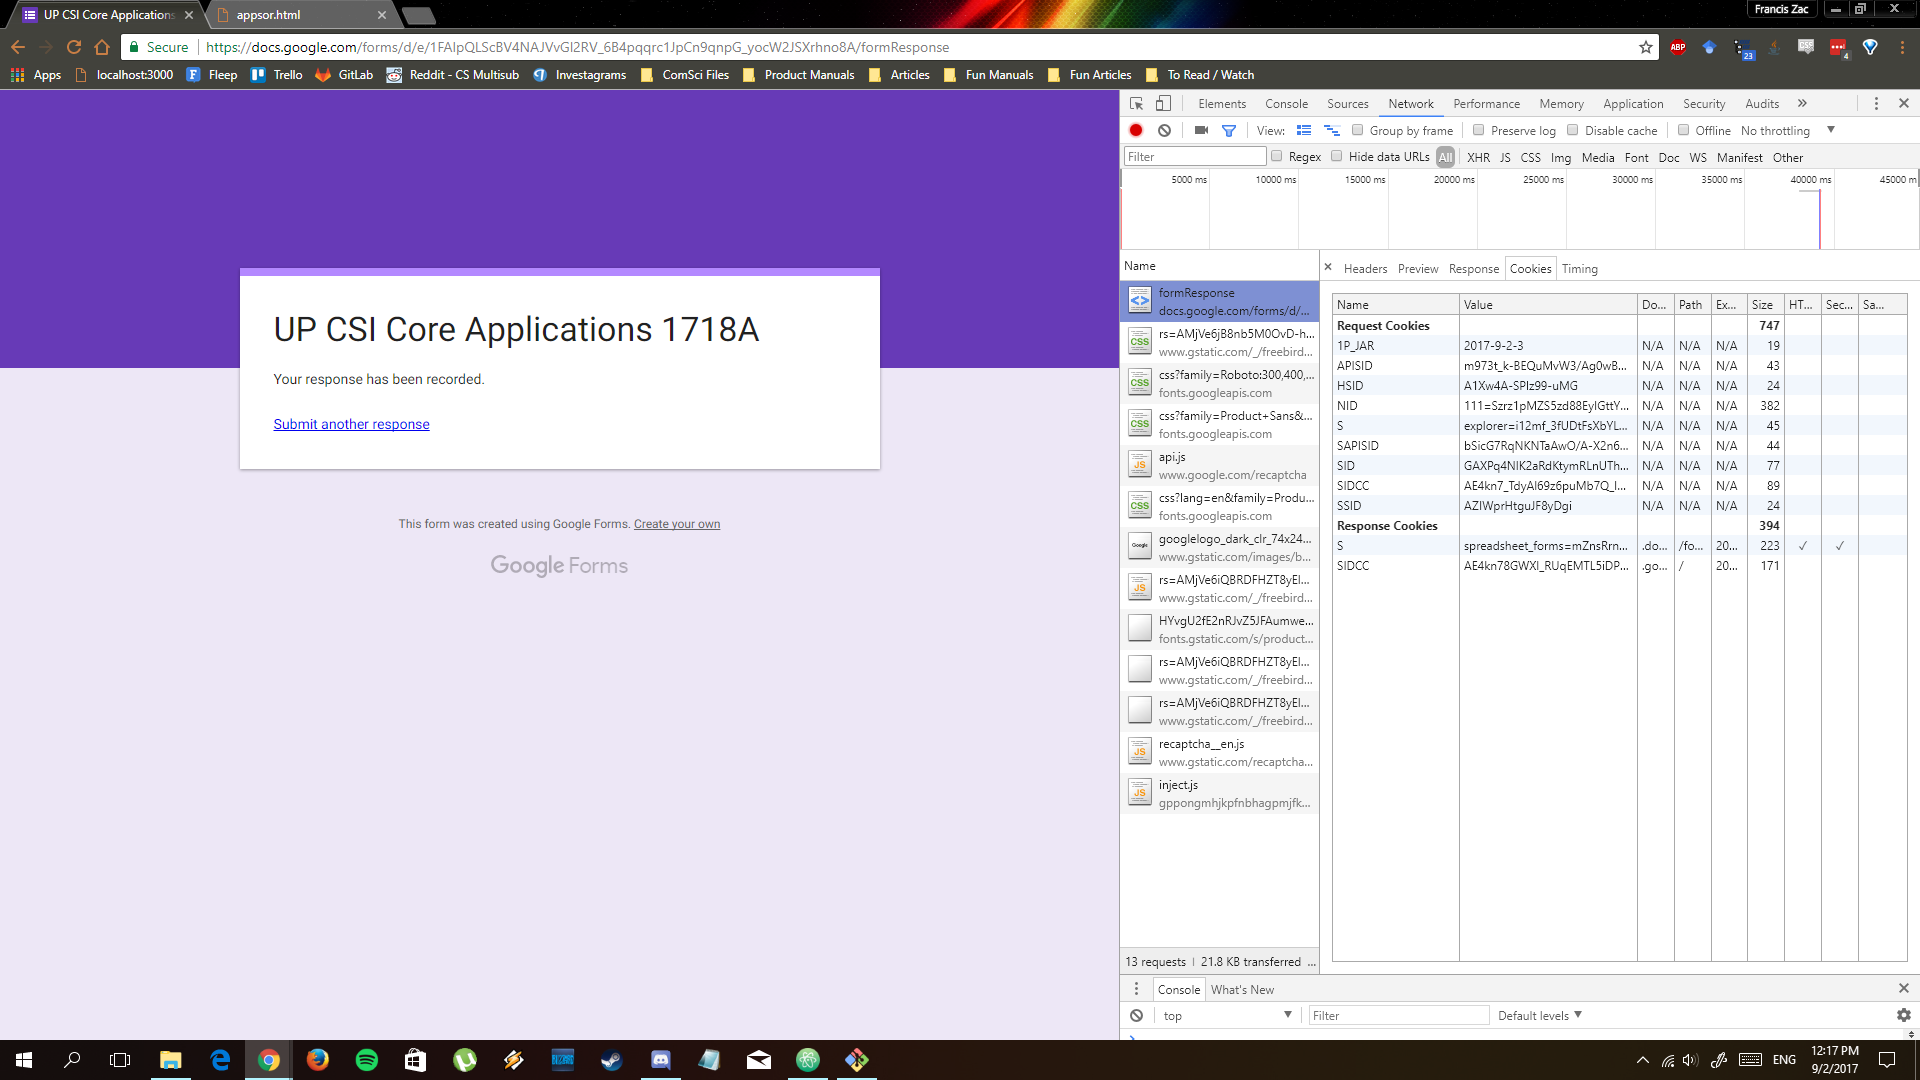 UP CSI Core Applications
appsor.html
Francis Zac
Secure
https://docs.google.com/forms/d/e/1FAIpQLScBV4NAJVvGI2RV_6B4pqqrc1JpCn9qnpG_yocW2JSXrhno8A/formResponse
Apps localhost:3000 Fleep Trello GitLab Reddit - CS Multisub Investagrams ComSci Files Product Manuals Articles Fun Manuals Fun Articles To Read / Watch
Elements Console Sources Network Performance Memory Application Security Audits »
View: Group by frame Preserve log Disable cache Offline No throttling
Filter Regex Hide data URLs All XHR JS CSS Img Media Font Doc WS Manifest Other
5000 ms 10000 ms 15000 ms 20000 ms 25000 ms 30000 ms 35000 ms 40000 ms 45000 m
UP CSI Core Applications 1718A
Your response has been recorded.
Submit another response
This form was created using Google Forms. Create your own
Google Forms
Name
formResponse
docs.google.com/forms/d/...
rs=AMjVe6jB8nb5M0OvD-h...
www.gstatic.com/_/freebird...
css?family=Roboto:300,400,...
fonts.googleapis.com
css?family=Product+Sans&...
fonts.googleapis.com
api.js
www.google.com/recaptcha
css?lang=en&family=Produ...
fonts.googleapis.com
googlelogo_dark_clr_74x24...
www.gstatic.com/images/b...
rs=AMjVe6iQBRDFHZT8yEI...
www.gstatic.com/_/freebird...
HYvgU2fE2nRJvZ5JFAumwe...
fonts.gstatic.com/s/product...
rs=AMjVe6iQBRDFHZT8yEI...
www.gstatic.com/_/freebird...
rs=AMjVe6iQBRDFHZT8yEI...
www.gstatic.com/_/freebird...
recaptcha__en.js
www.gstatic.com/recaptcha...
inject.js
gppongmhjkpfnbhagpmjfk...
13 requests | 21.8 KB transferred ...
× Headers Preview Response Cookies Timing
Name Value Do... Path Ex... Size HT... Sec... Sa...
Request Cookies 747
1P_JAR 2017-9-2-3 N/A N/A N/A 19
APISID m973t_k-BEQuMvW3/Ag0wB... N/A N/A N/A 43
HSID A1Xw4A-SPIz99-uMG N/A N/A N/A 24
NID 111=Szrz1pMZS5zd88EyIGttY... N/A N/A N/A 382
S explorer=i12mf_3fUDtFsXbYL... N/A N/A N/A 45
SAPISID bSicG7RqNKNTaAwO/A-X2n6... N/A N/A N/A 44
SID GAXPq4NIK2aRdKtymRLnUTh... N/A N/A N/A 77
SIDCC AE4kn7_TdyAI69z6puMb7Q_I... N/A N/A N/A 89
SSID AZIWprHtguJF8yDgi N/A N/A N/A 24
Response Cookies 394
S spreadsheet_forms=mZnsRrn... .do... /fo... 20... 223 ✓ ✓
SIDCC AE4kn78GWXI_RUqEMTL5iDP... .go... / 20... 171
Console What's New
top Filter Default levels
ENG
12:17 PM
9/2/2017